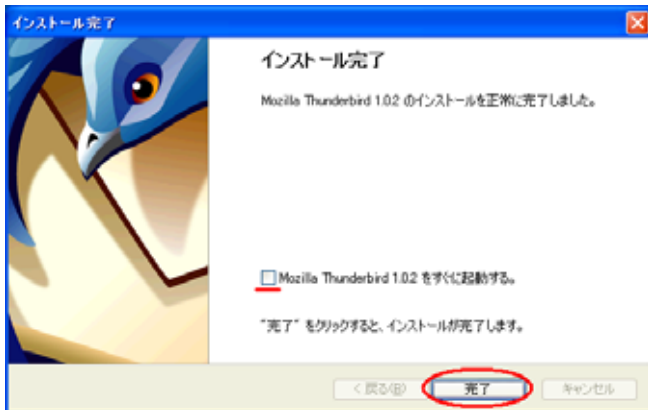 インストール完了
インストール完了
Mozilla Thunderbird 1.0.2 のインストールを正常に完了しました。
Mozilla Thunderbird 1.0.2 をすぐに起動する。
"完了" をクリックすると、インストールが完了します。
< 戻る(B)
完了
キャンセル